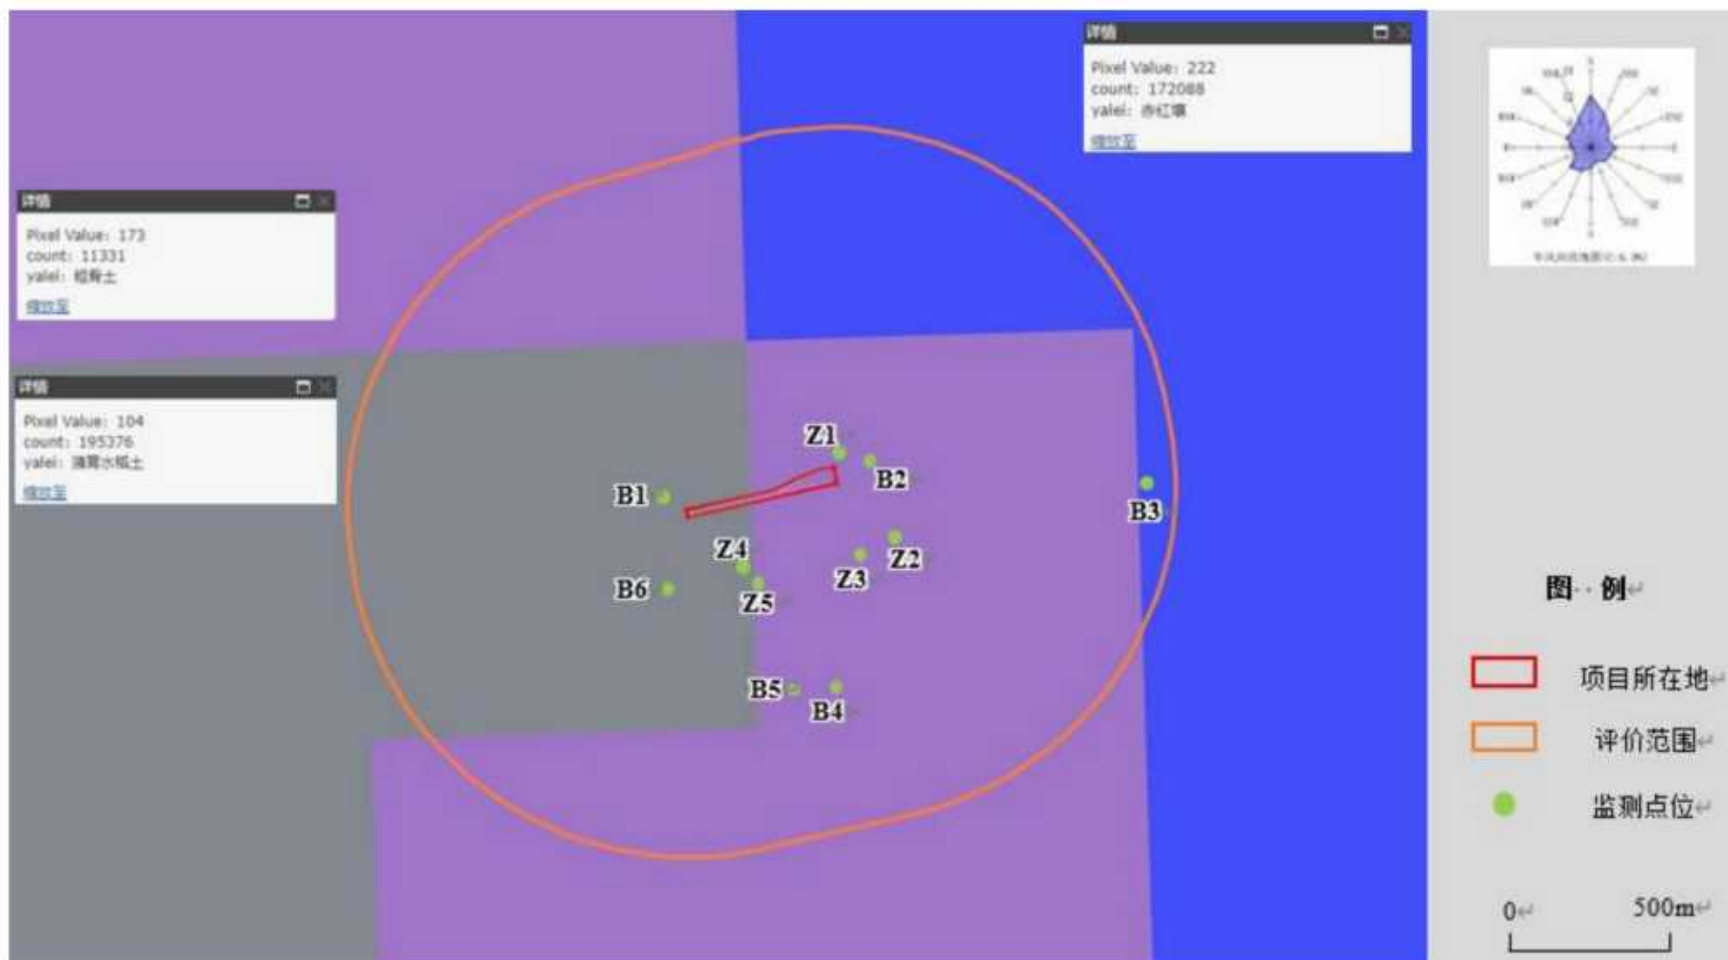 详情
Pixel Value: 222
count: 172088
yalei: 赤红壤
缩放至
详情
Pixel Value: 173
count: 11331
yalei: 粗骨土
缩放至
详情
Pixel Value: 104
count: 195376
yalei: 潴育水稻土
缩放至
Z1
B2
B1
B3
Z4
Z2
Z3
B6
Z5
B5
B4
图 例
项目所在地
评价范围
监测点位
0
500m